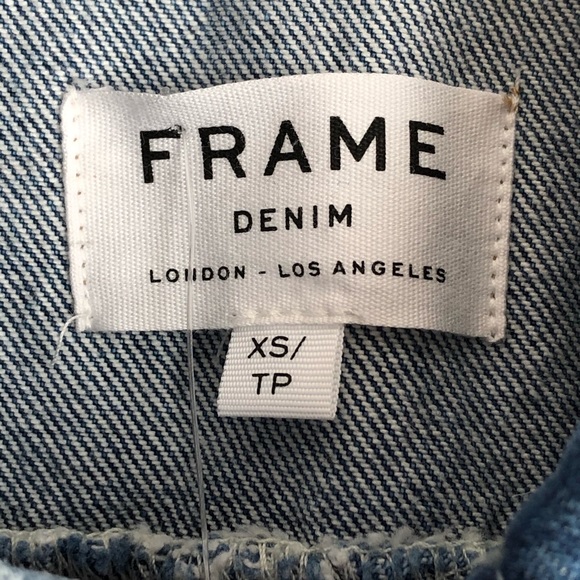 FRAME
DENIM
LONDON - LOS ANGELES
XS/
TP